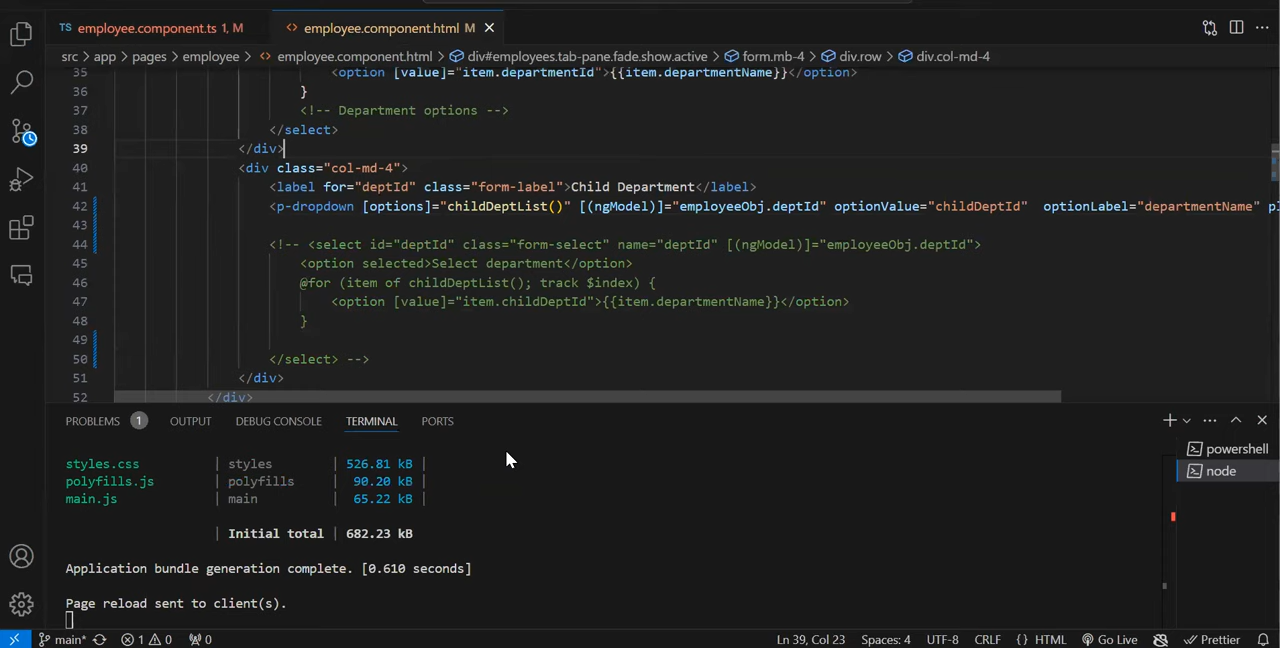 TS employee.component.ts 1, M
<> employee.component.html M
src > app > pages > employee > <> employee.component.html > div#employees.tab-pane.fade.show.active > form.mb-4 > div.row > div.col-md-4
35 <option [value]="item.departmentId">{{item.departmentName}}</option>
36 }
37 <!-- Department options -->
38 </select>
39 </div>
40 <div class="col-md-4">
41 <label for="deptId" class="form-label">Child Department</label>
42 <p-dropdown [options]="childDeptList()" [(ngModel)]="employeeObj.deptId" optionValue="childDeptId"  optionLabel="departmentName" pl
43
44 <!-- <select id="deptId" class="form-select" name="deptId" [(ngModel)]="employeeObj.deptId">
45 <option selected>Select department</option>
46 @for (item of childDeptList(); track $index) {
47 <option [value]="item.childDeptId">{{item.departmentName}}</option>
48 }
49
50 </select> -->
51 </div>
52 </div>
PROBLEMS 1 OUTPUT DEBUG CONSOLE TERMINAL PORTS
styles.css | styles | 526.81 kB |
polyfills.js | polyfills | 90.20 kB |
main.js | main | 65.22 kB |
| Initial total | 682.23 kB
Application bundle generation complete. [0.610 seconds]
Page reload sent to client(s).
powershell
node
main* 1 0 0 Ln 39, Col 23 Spaces: 4 UTF-8 CRLF {} HTML Go Live Prettier